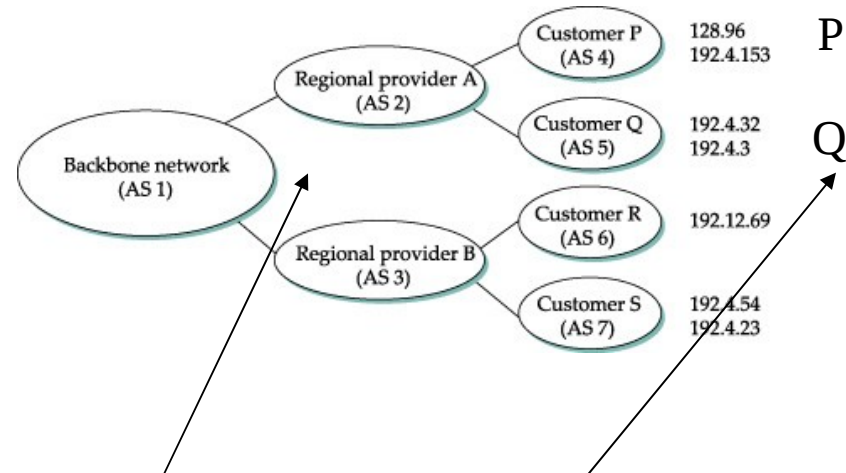 Customer P
(AS 4)
128.96
192.4.153
P
Regional provider A
(AS 2)
Customer Q
(AS 5)
192.4.32
192.4.3
Q
Backbone network
(AS 1)
Customer R
(AS 6)
192.12.69
Regional provider B
(AS 3)
Customer S
(AS 7)
192.4.54
192.4.23